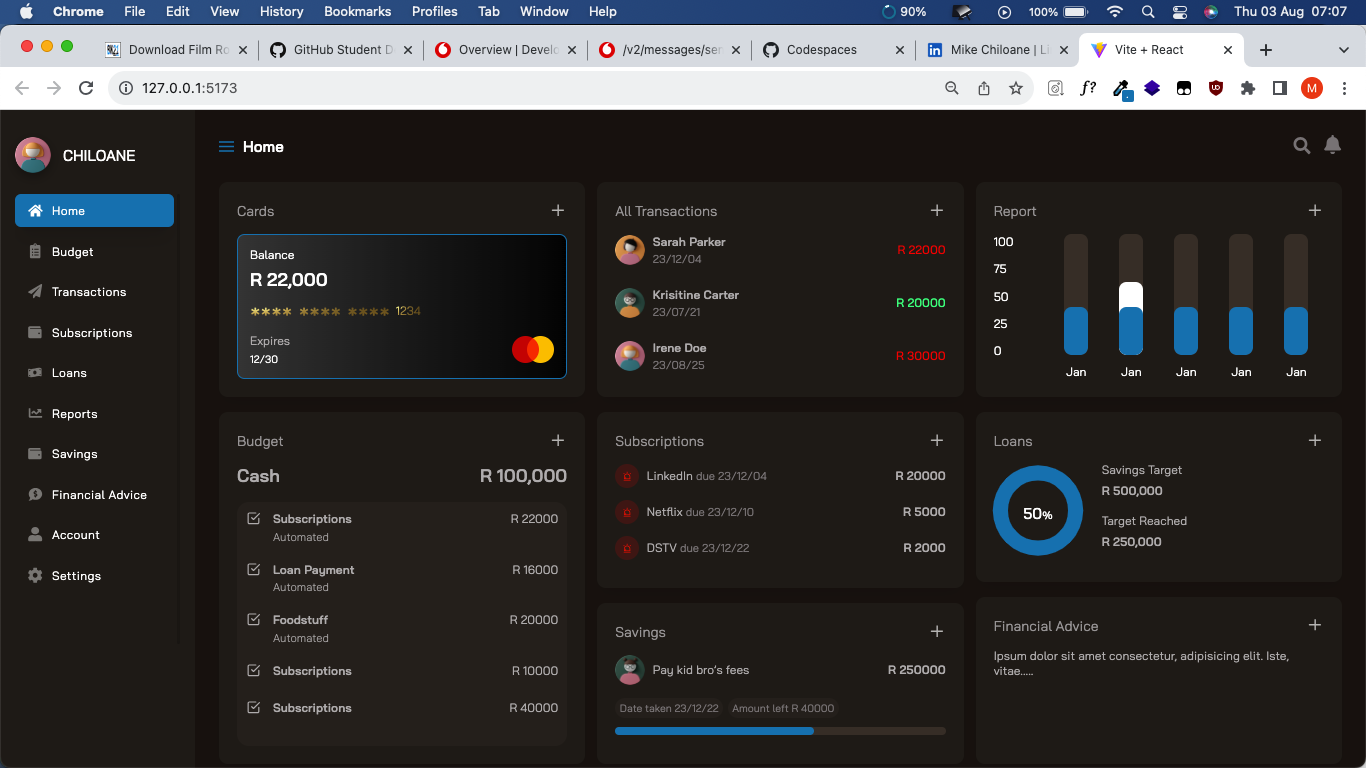 Chrome File Edit View History Bookmarks Profiles Tab Window Help 90% 100% Thu 03 Aug 07:07
Download Film Ro
GitHub Student D
Overview | Develo
/v2/messages/sen
Codespaces
Mike Chiloane | Li
Vite + React
127.0.0.1:5173
f?
M
CHILOANE
Home
Budget
Transactions
Subscriptions
Loans
Reports
Savings
Financial Advice
Account
Settings
Home
Cards
Balance
R 22,000
**** **** **** 1234
Expires
12/30
All Transactions
Sarah Parker
23/12/04
R 22000
Krisitine Carter
23/07/21
R 20000
Irene Doe
23/08/25
R 30000
Report
100
75
50
25
0
Jan Jan Jan Jan Jan
Budget
Cash R 100,000
Subscriptions R 22000
Automated
Loan Payment R 16000
Automated
Foodstuff R 20000
Automated
Subscriptions R 10000
Subscriptions R 40000
Subscriptions
LinkedIn due 23/12/04 R 20000
Netflix due 23/12/10 R 5000
DSTV due 23/12/22 R 2000
Savings
Pay kid bro's fees R 250000
Date taken 23/12/22 Amount left R 40000
Loans
50%
Savings Target
R 500,000
Target Reached
R 250,000
Financial Advice
Ipsum dolor sit amet consectetur, adipisicing elit. Iste,
vitae.....